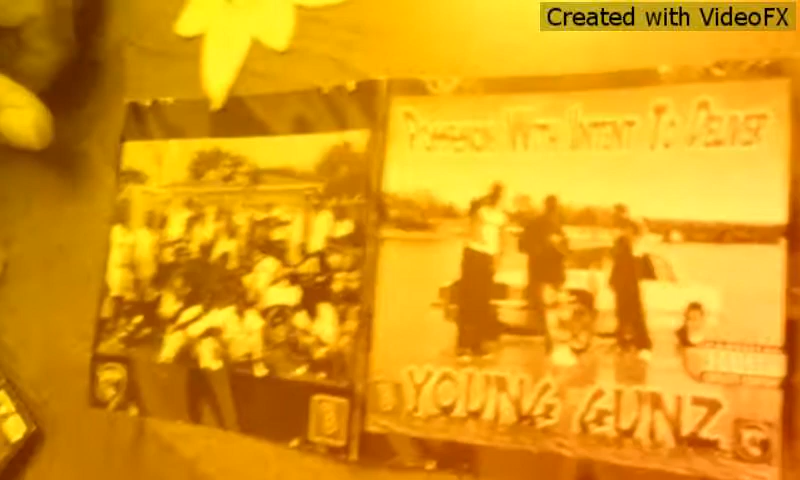 Created with VideoFX
Possession With Intent To Deliver
YOUNG GUNZ